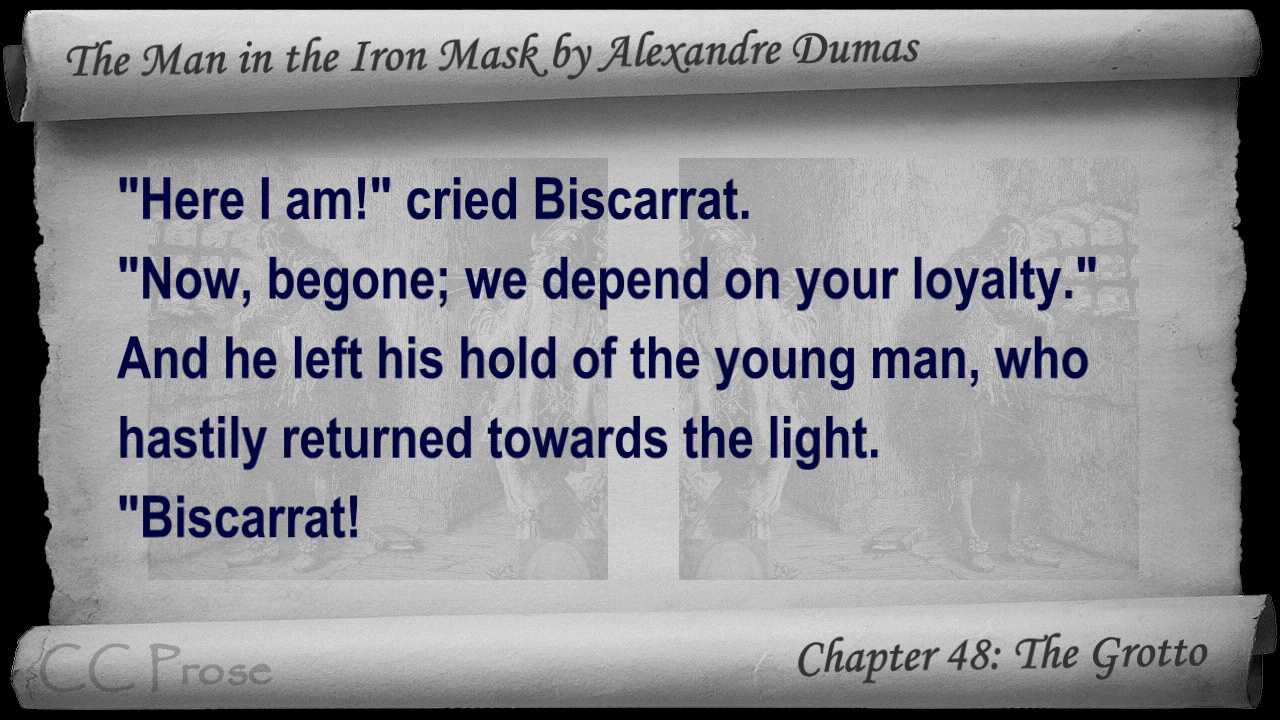 The Man in the Iron Mask by Alexandre Dumas
"Here I am!" cried Biscarrat.
"Now, begone; we depend on your loyalty."
And he left his hold of the young man, who
hastily returned towards the light.
"Biscarrat!
CC Prose
Chapter 48: The Grotto